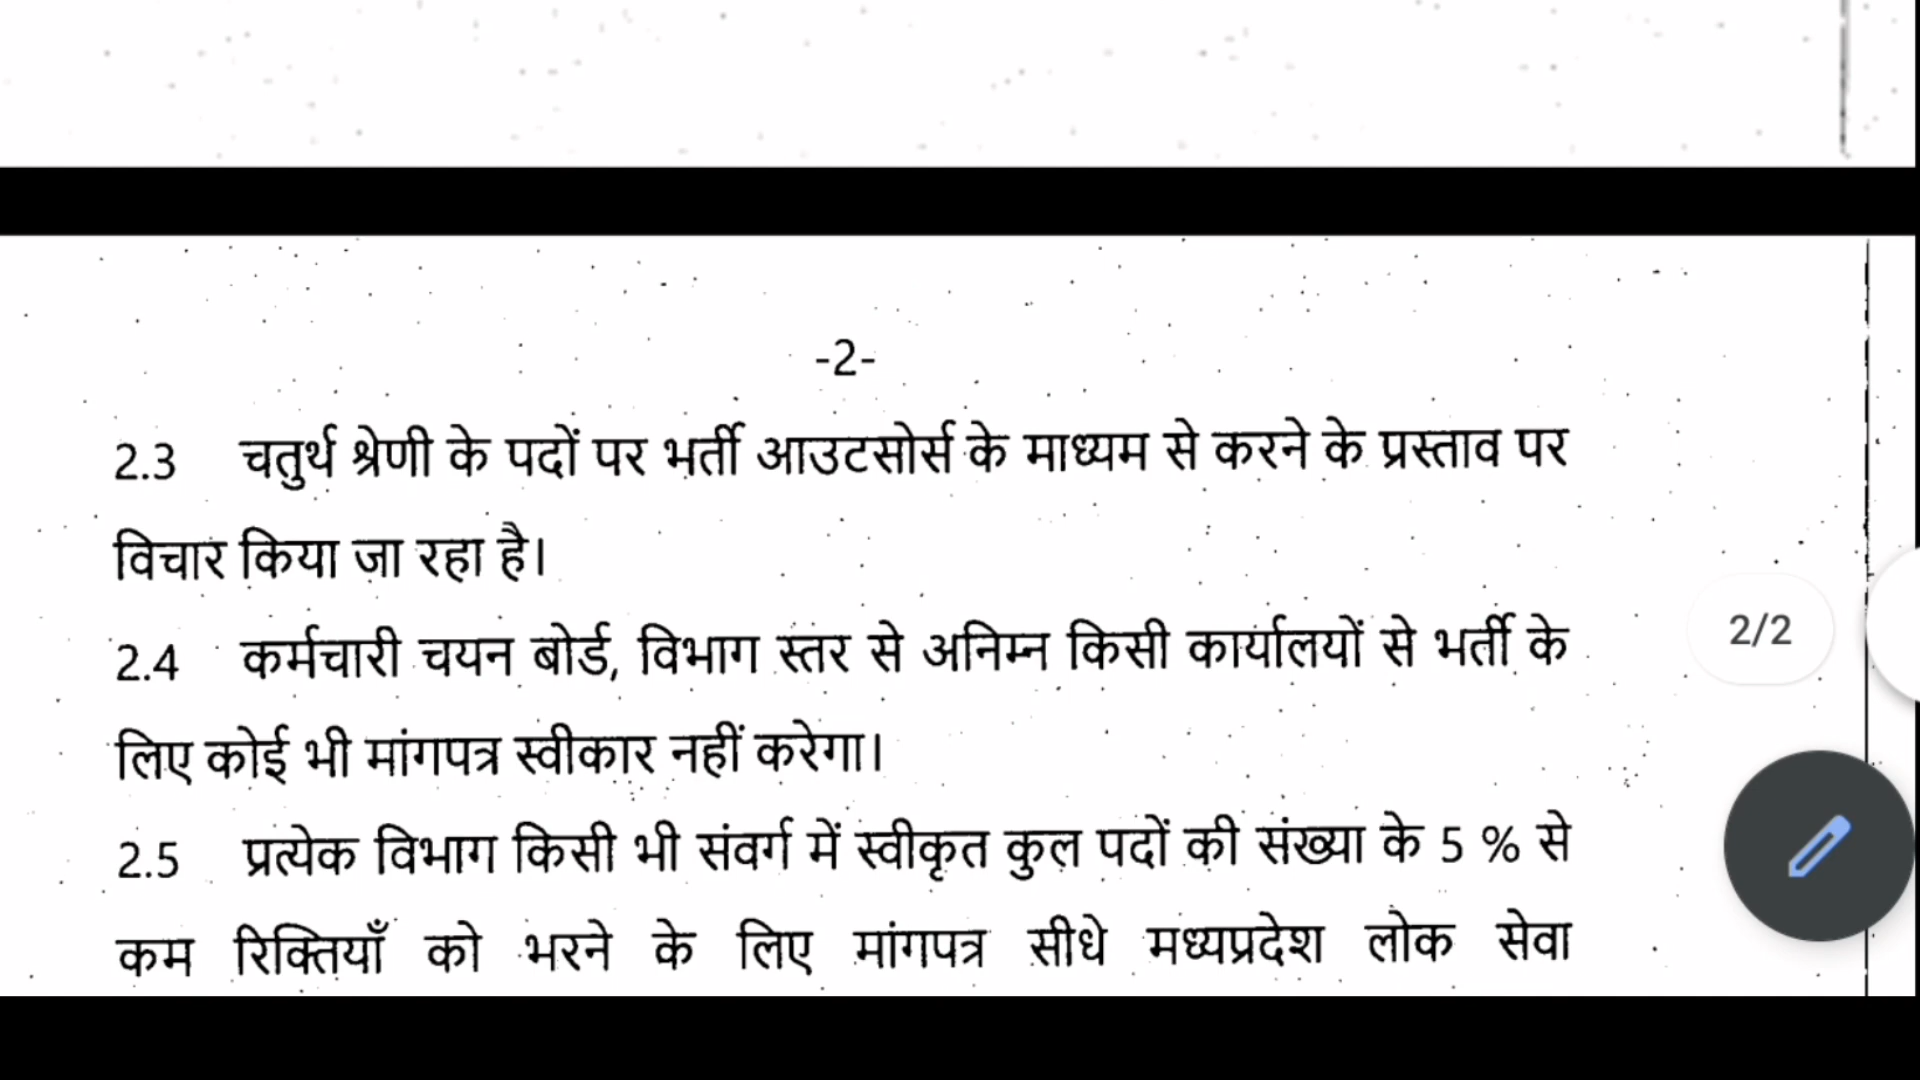 -2-
2.3 चतुर्थ श्रेणी के पदों पर भर्ती आउटसोर्स के माध्यम से करने के प्रस्ताव पर
विचार किया जा रहा है।
2.4 कर्मचारी चयन बोर्ड, विभाग स्तर से अनिम्न किसी कार्यालयों से भर्ती के
लिए कोई भी मांगपत्र स्वीकार नहीं करेगा।
2/2
2.5 प्रत्येक विभाग किसी भी संवर्ग में स्वीकृत कुल पदों की संख्या के 5 % से
कम रिक्तियाँ को भरने के लिए मांगपत्र सीधे मध्यप्रदेश लोक सेवा